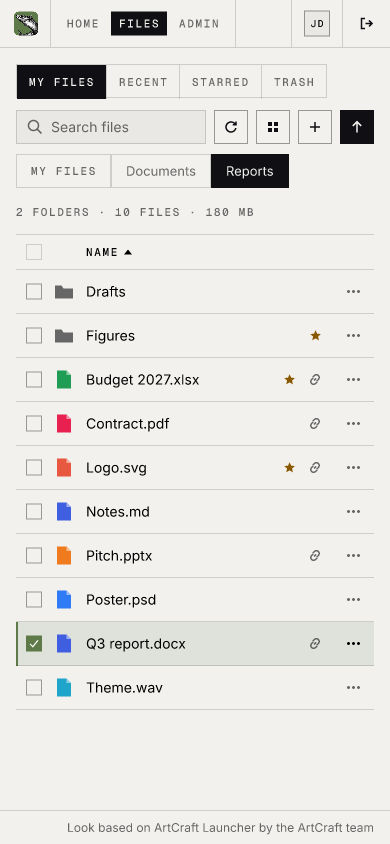 HOME FILES ADMIN JD
MY FILES RECENT STARRED TRASH
Search files
MY FILES Documents Reports
2 FOLDERS · 10 FILES · 180 MB
NAME
Drafts
Figures
Budget 2027.xlsx
Contract.pdf
Logo.svg
Notes.md
Pitch.pptx
Poster.psd
Q3 report.docx
Theme.wav
Look based on ArtCraft Launcher by the ArtCraft team